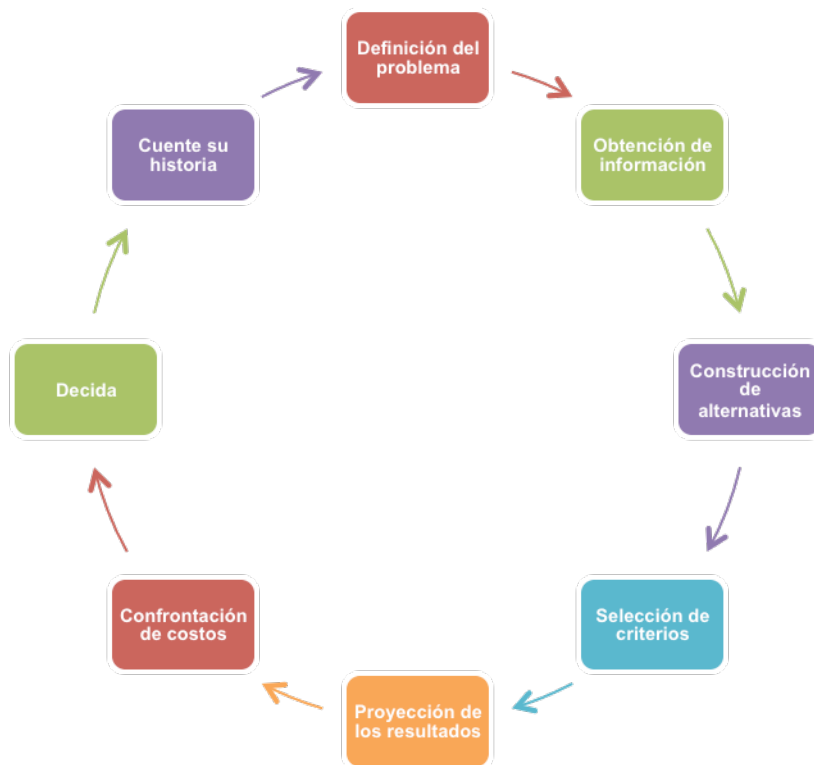 Definición del
problema
Obtención de
información
Construcción
de
alternativas
Selección de
criterios
Proyección de
los resultados
Confrontación
de costos
Decida
Cuente su
historia